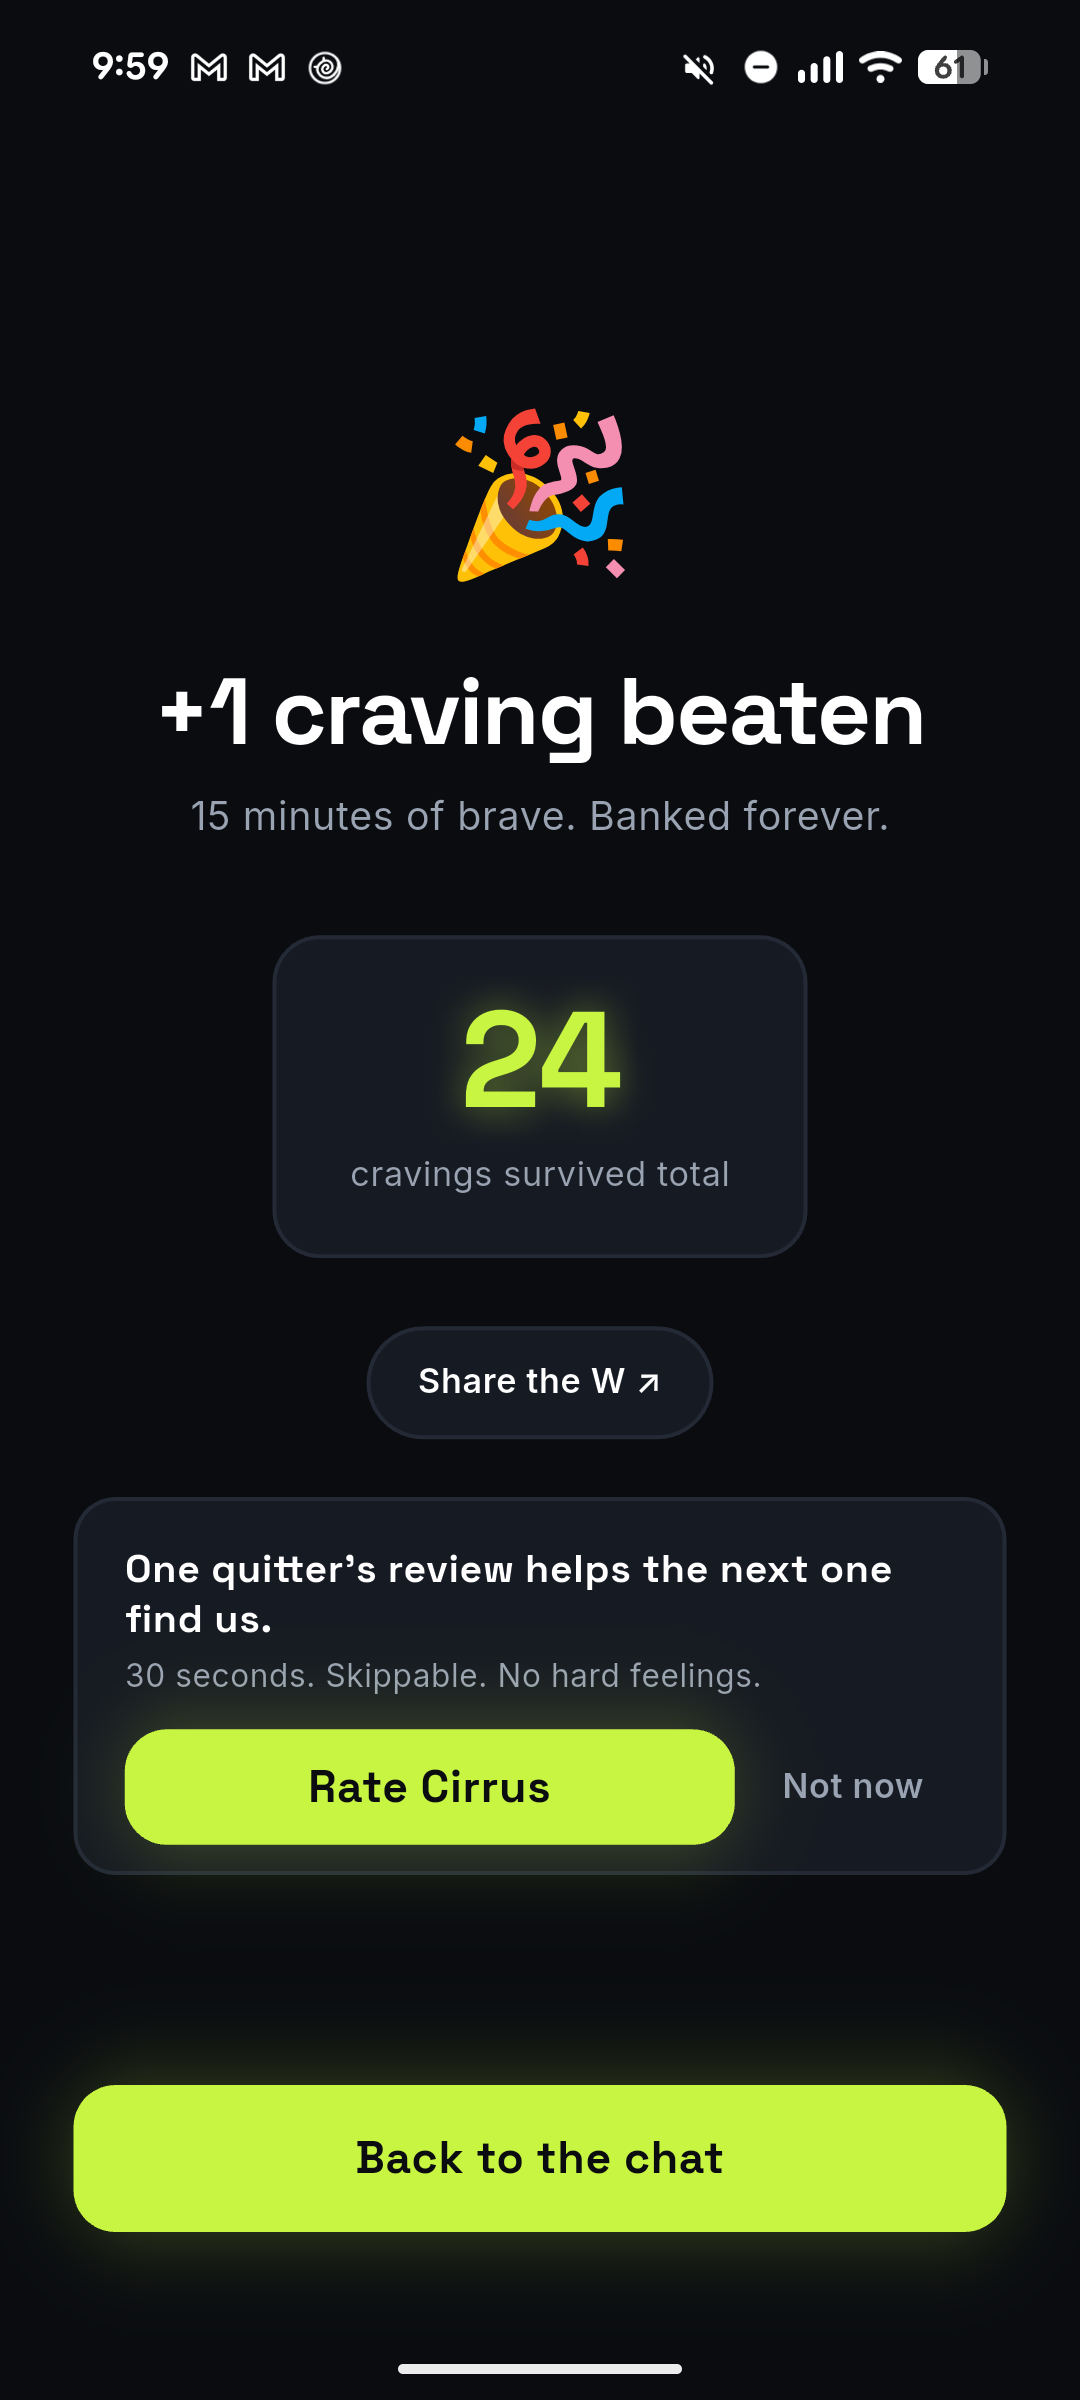 9:59
61
+1 craving beaten
15 minutes of brave. Banked forever.
24
cravings survived total
Share the W ↗
One quitter’s review helps the next one
find us.
30 seconds. Skippable. No hard feelings.
Rate Cirrus
Not now
Back to the chat